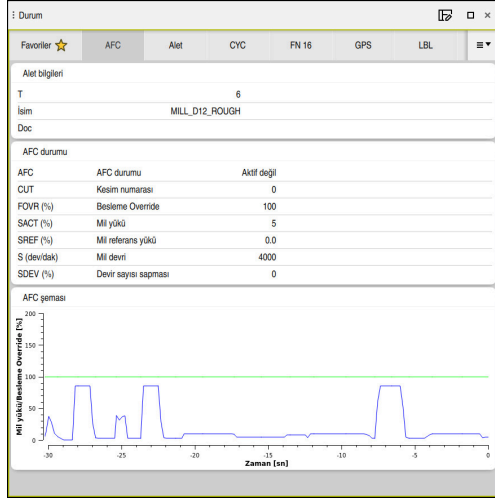 Durum
Favoriler AFC Alet CYC FN 16 GPS LBL
Alet bilgileri
T 6
İsim MILL_D12_ROUGH
Doc
AFC durumu
AFC AFC durumu Aktif değil
CUT Kesim numarası 0
FOVR (%) Besleme Override 100
SACT (%) Mil yükü 5
SREF (%) Mil referans yükü 0.0
S (dev/dak) Mil devri 4000
SDEV (%) Devir sayısı sapması 0
AFC şeması
Mil yükü/Besleme Override [%]
200
150
100
50
0
-30 -25 -20 -15 -10 -5 0
Zaman [sn]